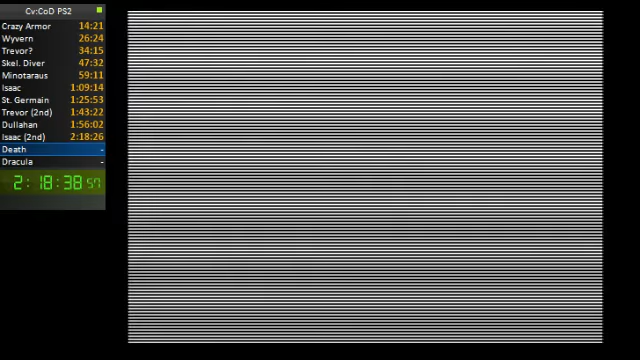 Cv:CoD PS2
Crazy Armor 14:21
Wyvern 26:24
Trevor? 34:15
Skel. Diver 47:32
Minotaraus 59:11
Isaac 1:09:14
St. Germain 1:25:53
Trevor (2nd) 1:43:22
Dullahan 1:56:02
Isaac (2nd) 2:18:26
Death -
Dracula -
2:18:38 57